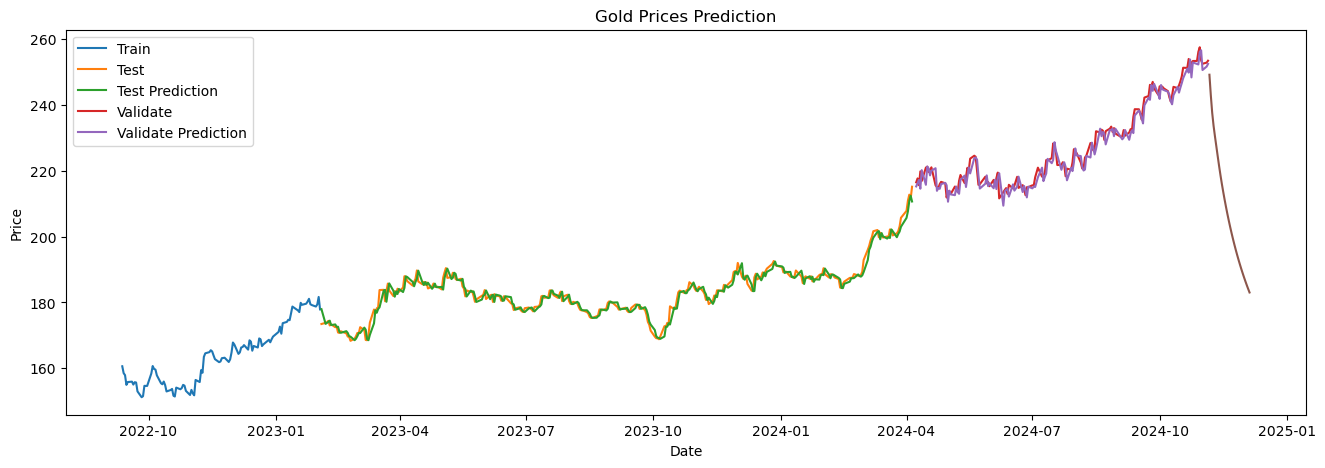 Gold Prices Prediction
Train
Test
Test Prediction
Validate
Validate Prediction
260
240
220
200
180
160
Price
2022-10
2023-01
2023-04
2023-07
2023-10
2024-01
2024-04
2024-07
2024-10
2025-01
Date